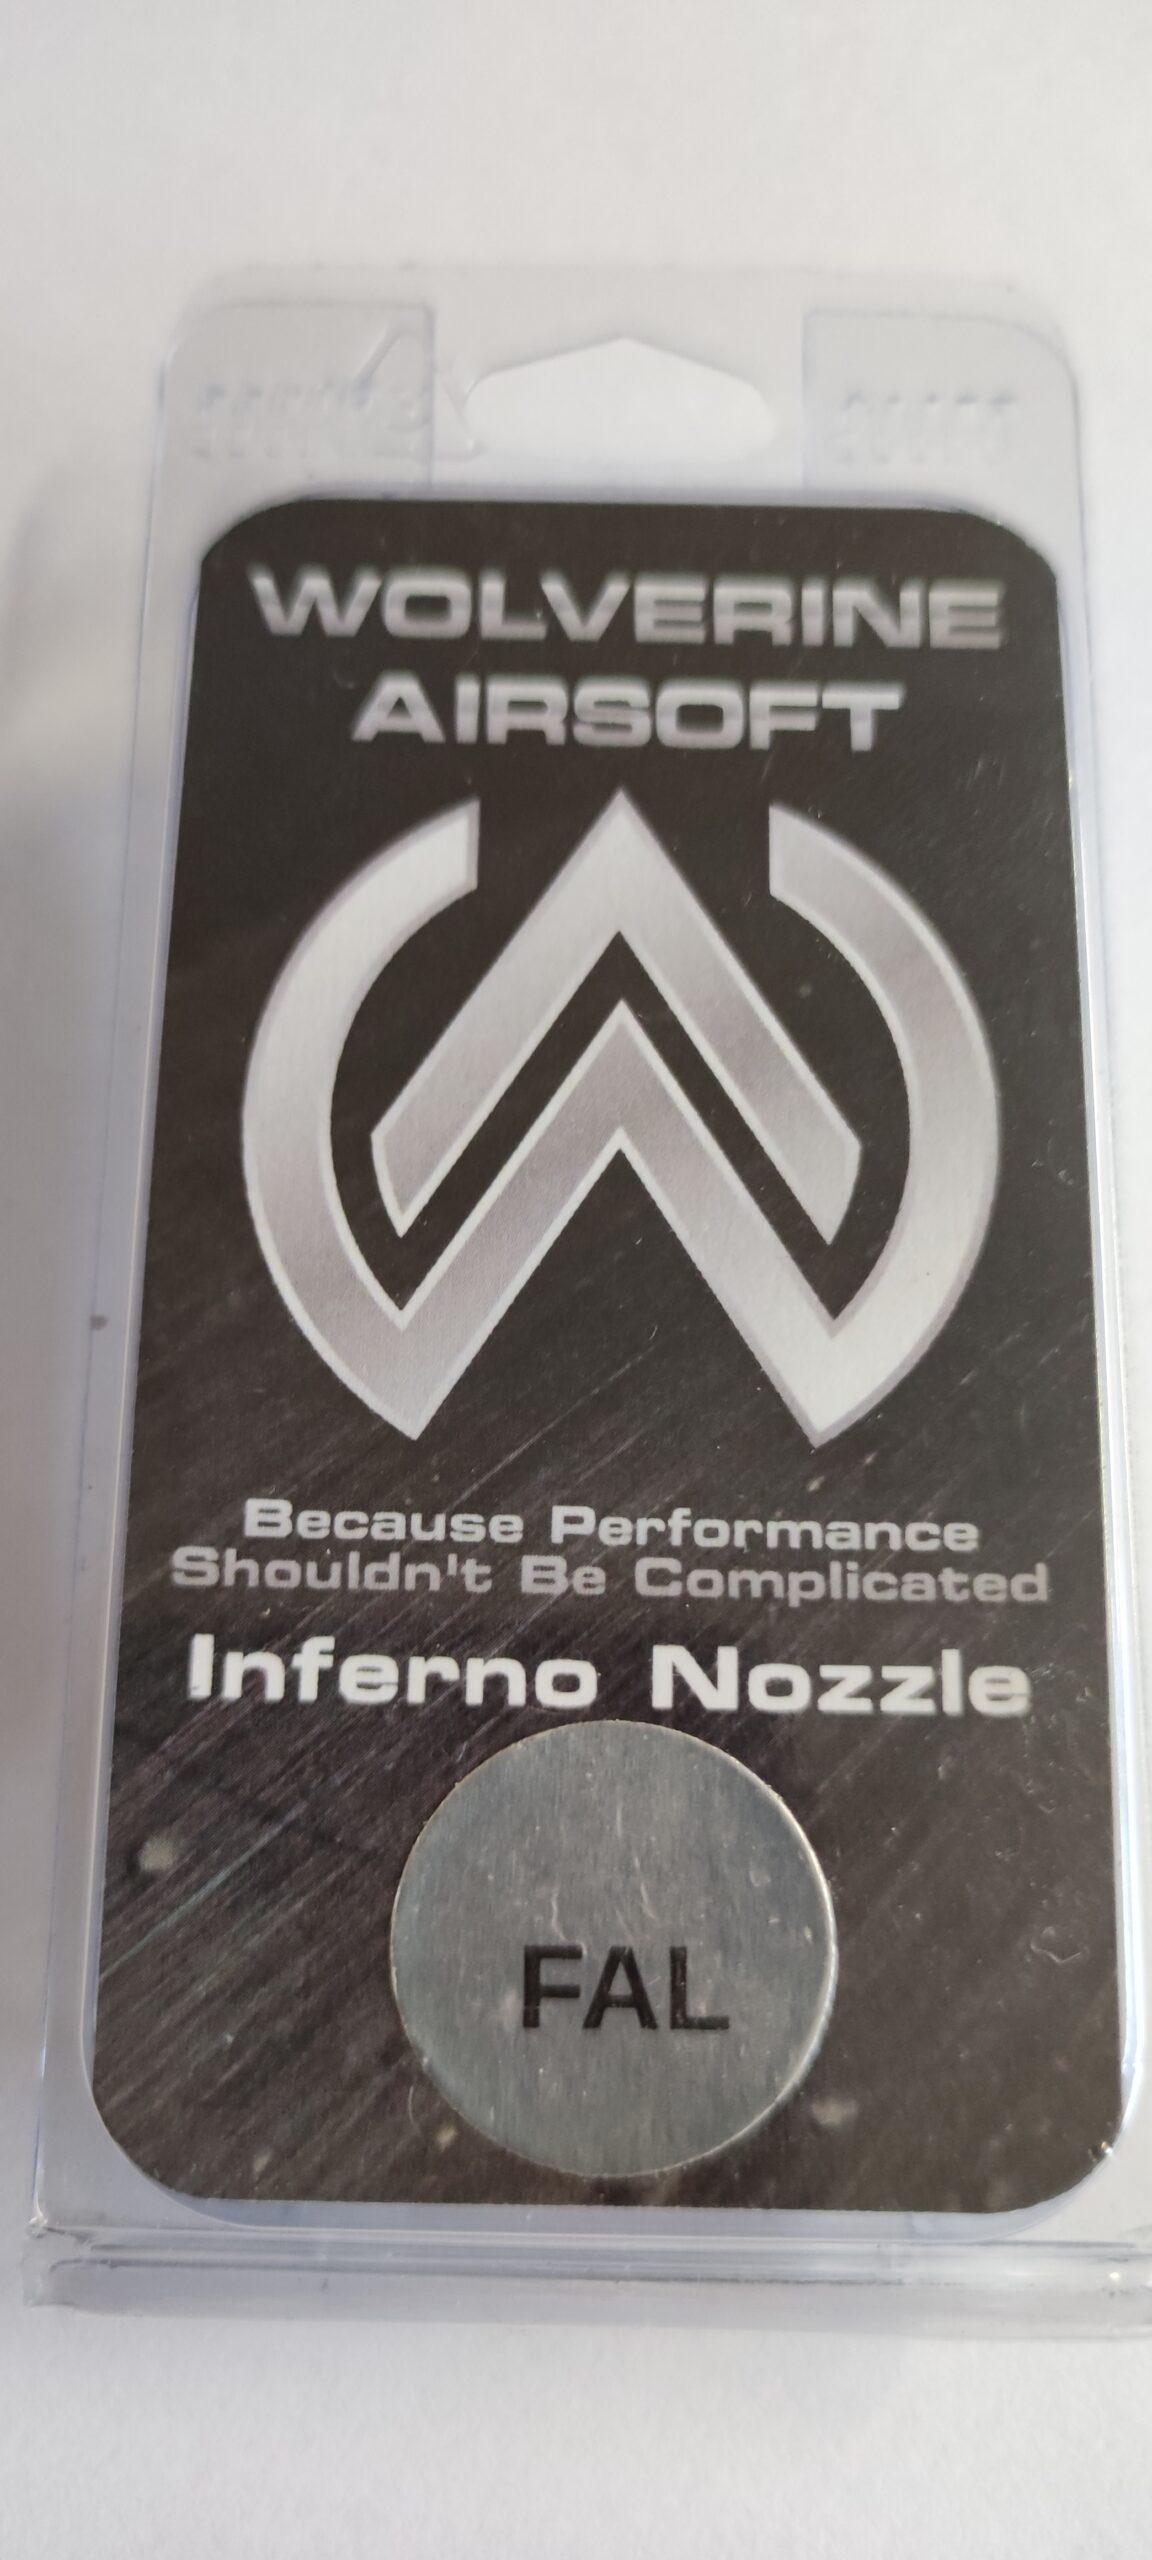 WOLVERINE
AIRSOFT
Because Performance
Shouldn't Be Complicated
Inferno Nozzle
FAL